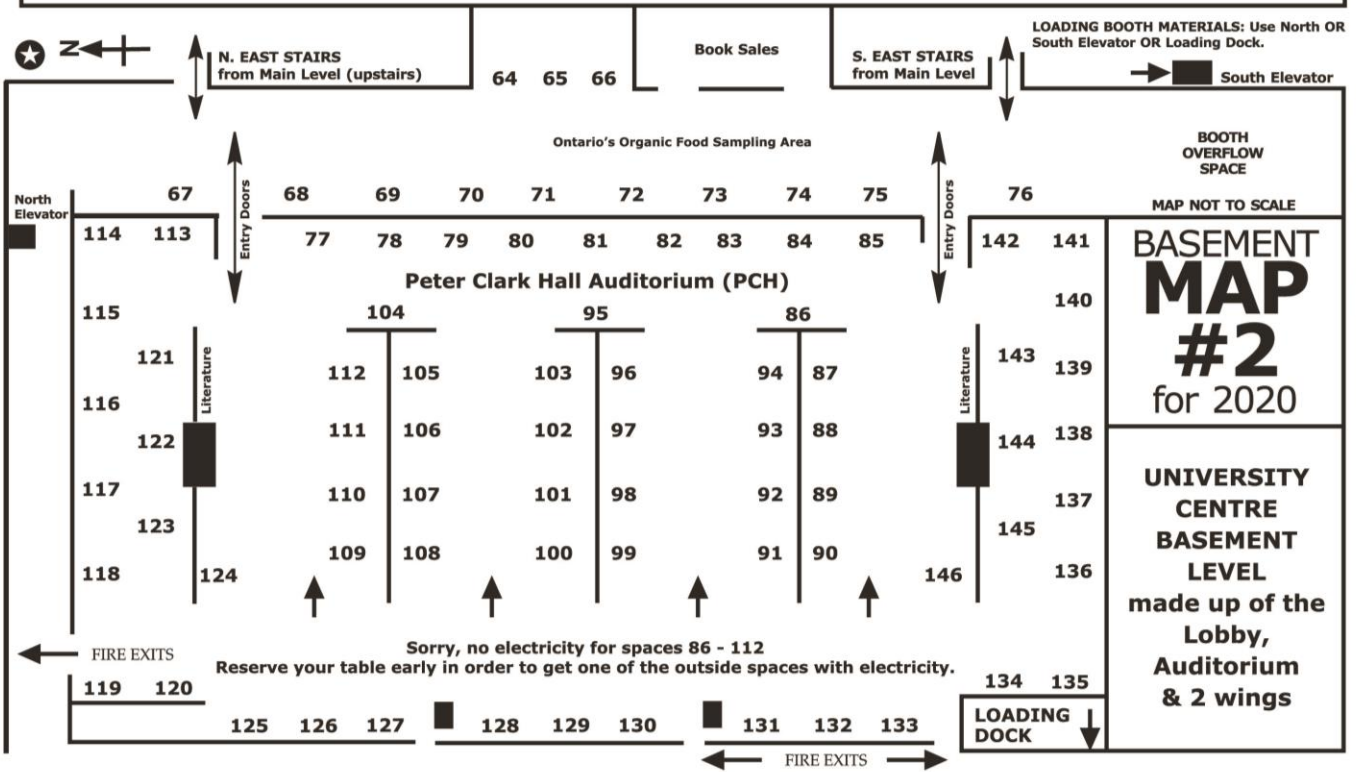 LOADING BOOTH MATERIALS: Use North OR
South Elevator OR Loading Dock.
N
N. EAST STAIRS
from Main Level (upstairs)
64 65 66
Book Sales
S. EAST STAIRS
from Main Level
South Elevator
Ontario's Organic Food Sampling Area
BOOTH
OVERFLOW
SPACE
MAP NOT TO SCALE
North
Elevator
67
Entry Doors
68 69 70 71 72 73 74 75
Entry Doors
76
114 113
77 78 79 80 81 82 83 84 85
142 141
Peter Clark Hall Auditorium (PCH)
BASEMENT
MAP
#2
for 2020
115
104 95 86
140
121
Literature
112 105 103 96 94 87
Literature
143
139
116
122
111 106 102 97 93 88
144
138
117
110 107 101 98 92 89
137
123
145
109 108 100 99 91 90
118
124
146
136
UNIVERSITY
CENTRE
BASEMENT
LEVEL
made up of the
Lobby,
Auditorium
& 2 wings
FIRE EXITS
Sorry, no electricity for spaces 86 - 112
Reserve your table early in order to get one of the outside spaces with electricity.
119 120
134 135
125 126 127 128 129 130 131 132 133
LOADING
DOCK
FIRE EXITS